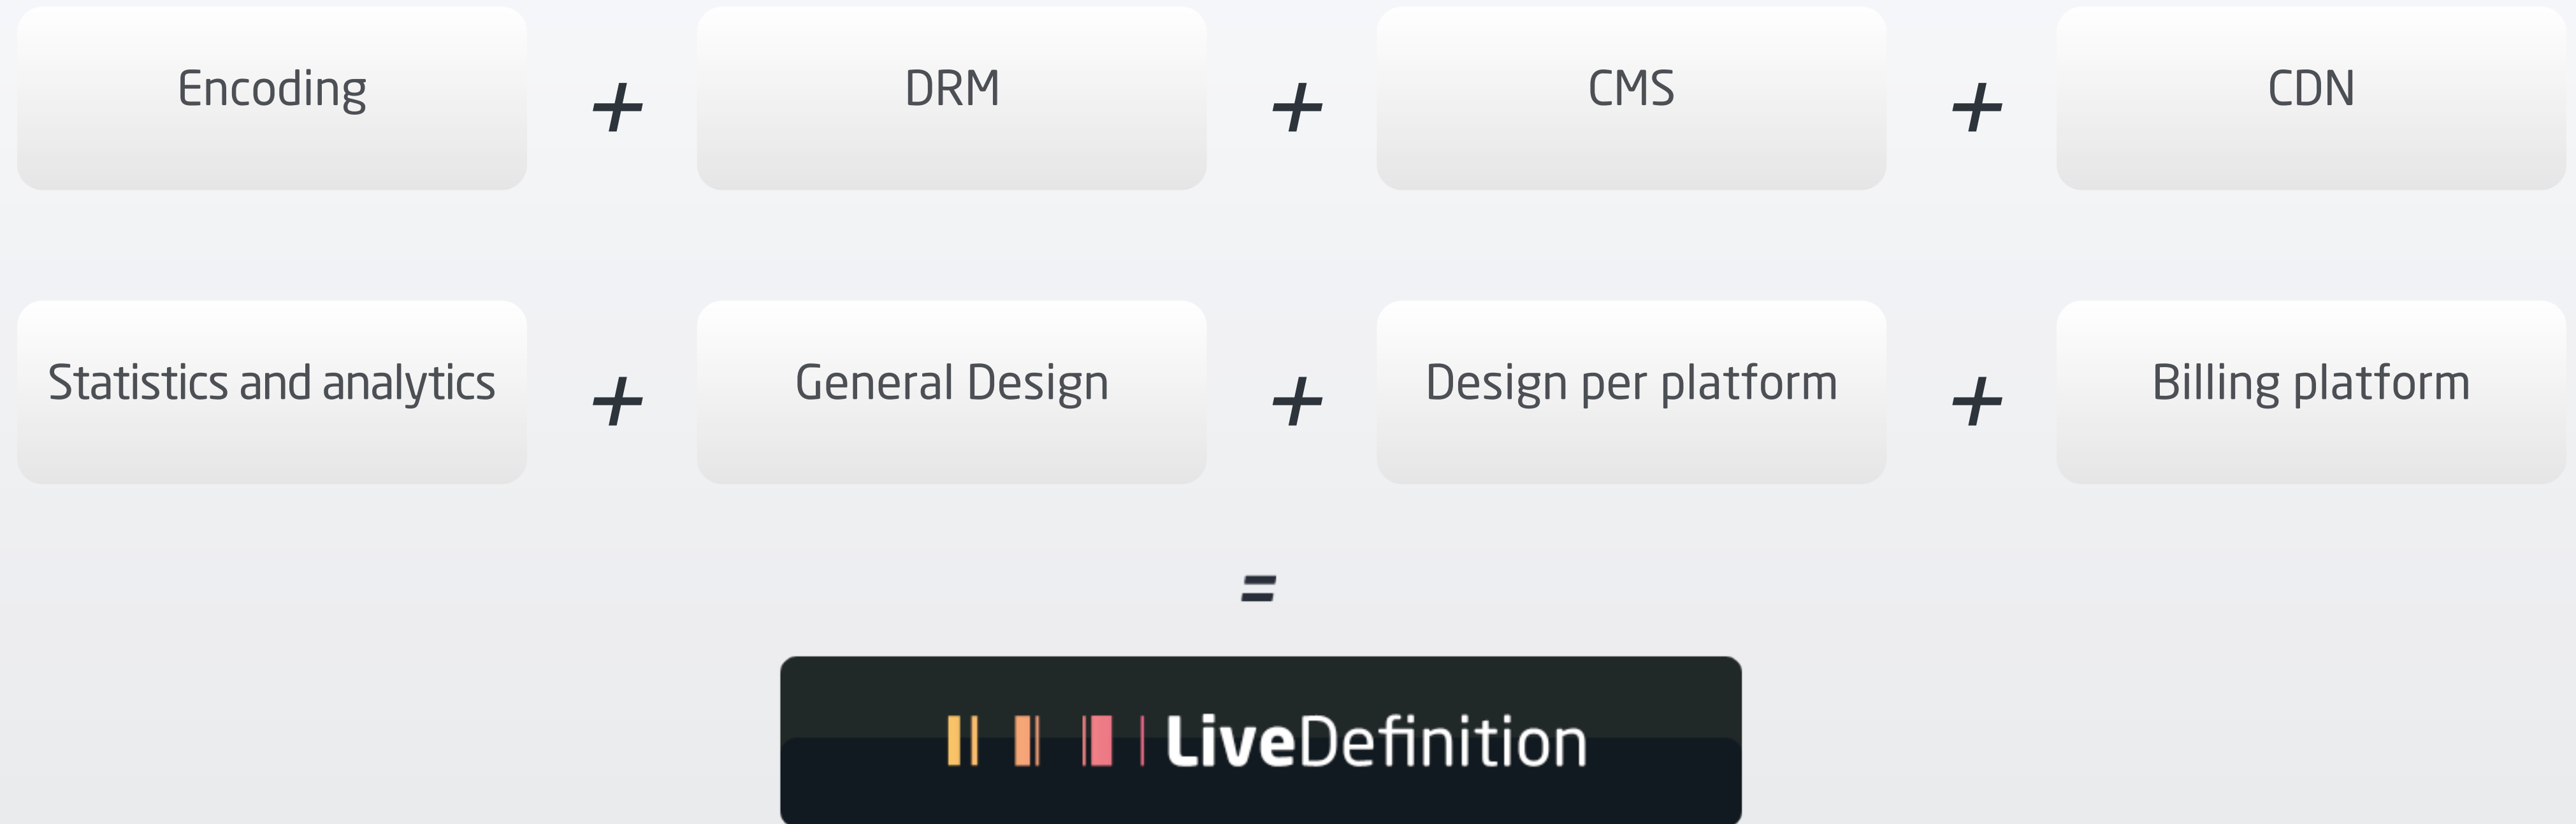 Encoding + DRM + CMS + CDN
Statistics and analytics + General Design + Design per platform + Billing platform
=
LiveDefinition